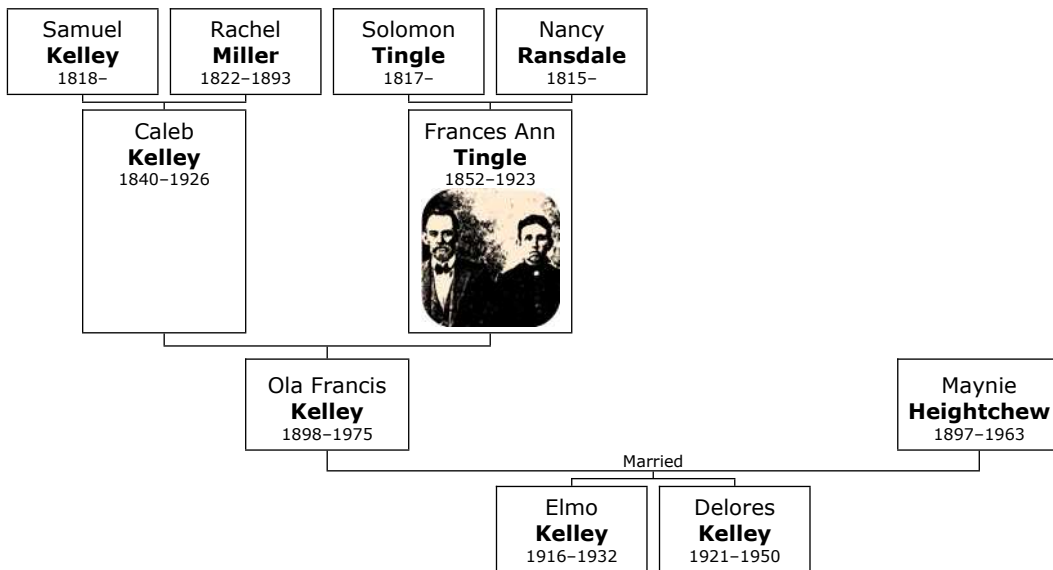 Samuel
Kelley
1818–
Rachel
Miller
1822–1893
Solomon
Tingle
1817–
Nancy
Ransdale
1815–
Caleb
Kelley
1840–1926
Frances Ann
Tingle
1852–1923
Ola Francis
Kelley
1898–1975
Maynie
Heightchew
1897–1963
Married
Elmo
Kelley
1916–1932
Delores
Kelley
1921–1950